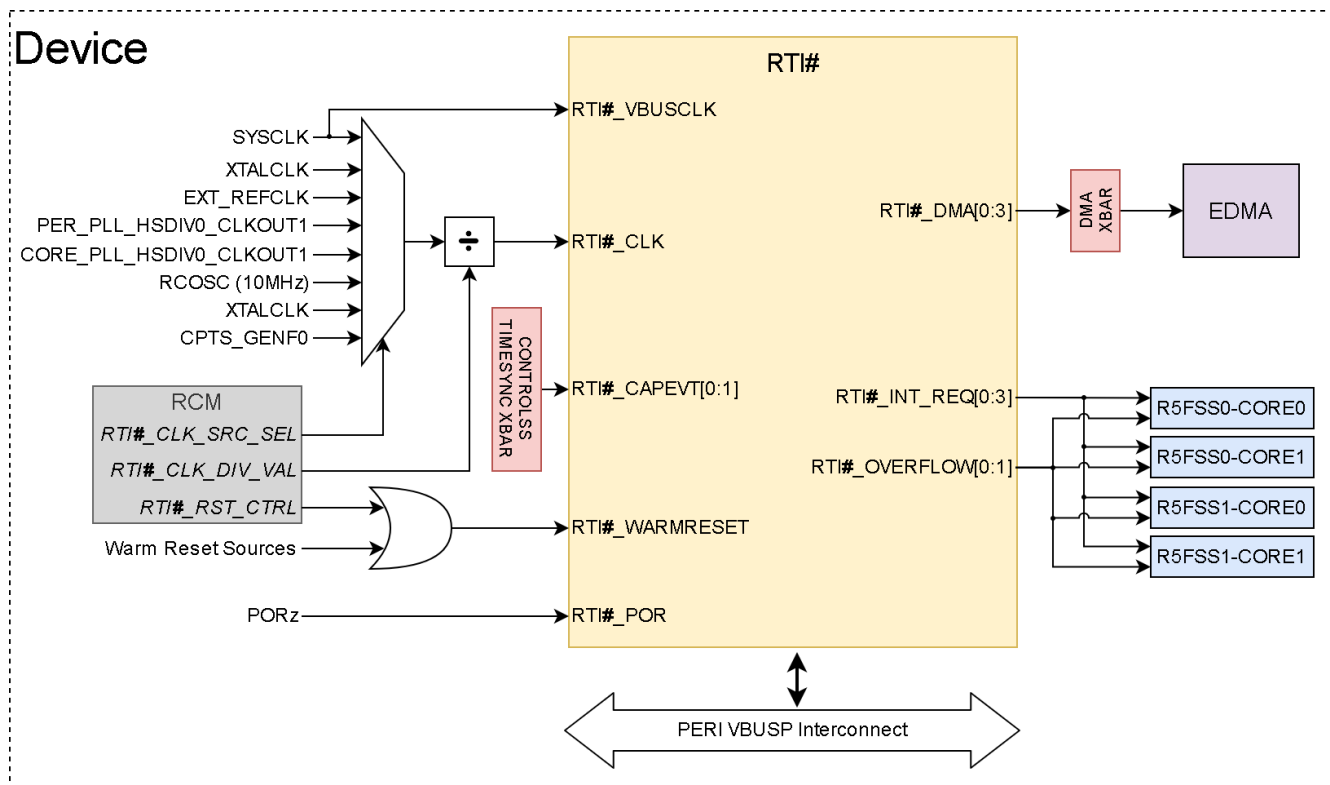 Device
RTI#
RTI#_VBUSCLK
SYSCLK
XTALCLK
EXT_REFCLK
PER_PLL_HSDIV0_CLKOUT1
CORE_PLL_HSDIV0_CLKOUT1
RCOSC (10MHz)
XTALCLK
CPTS_GENF0
÷
RTI#_CLK
RTI#_DMA[0:3]
DMA
XBAR
EDMA
CONTROLSS
TIMESYNC XBAR
RTI#_CAPEVT[0:1]
RCM
RTI#_CLK_SRC_SEL
RTI#_CLK_DIV_VAL
RTI#_RST_CTRL
Warm Reset Sources
RTI#_WARMRESET
PORz
RTI#_POR
RTI#_INT_REQ[0:3]
RTI#_OVERFLOW[0:1]
R5FSS0-CORE0
R5FSS0-CORE1
R5FSS1-CORE0
R5FSS1-CORE1
PERI VBUSP Interconnect